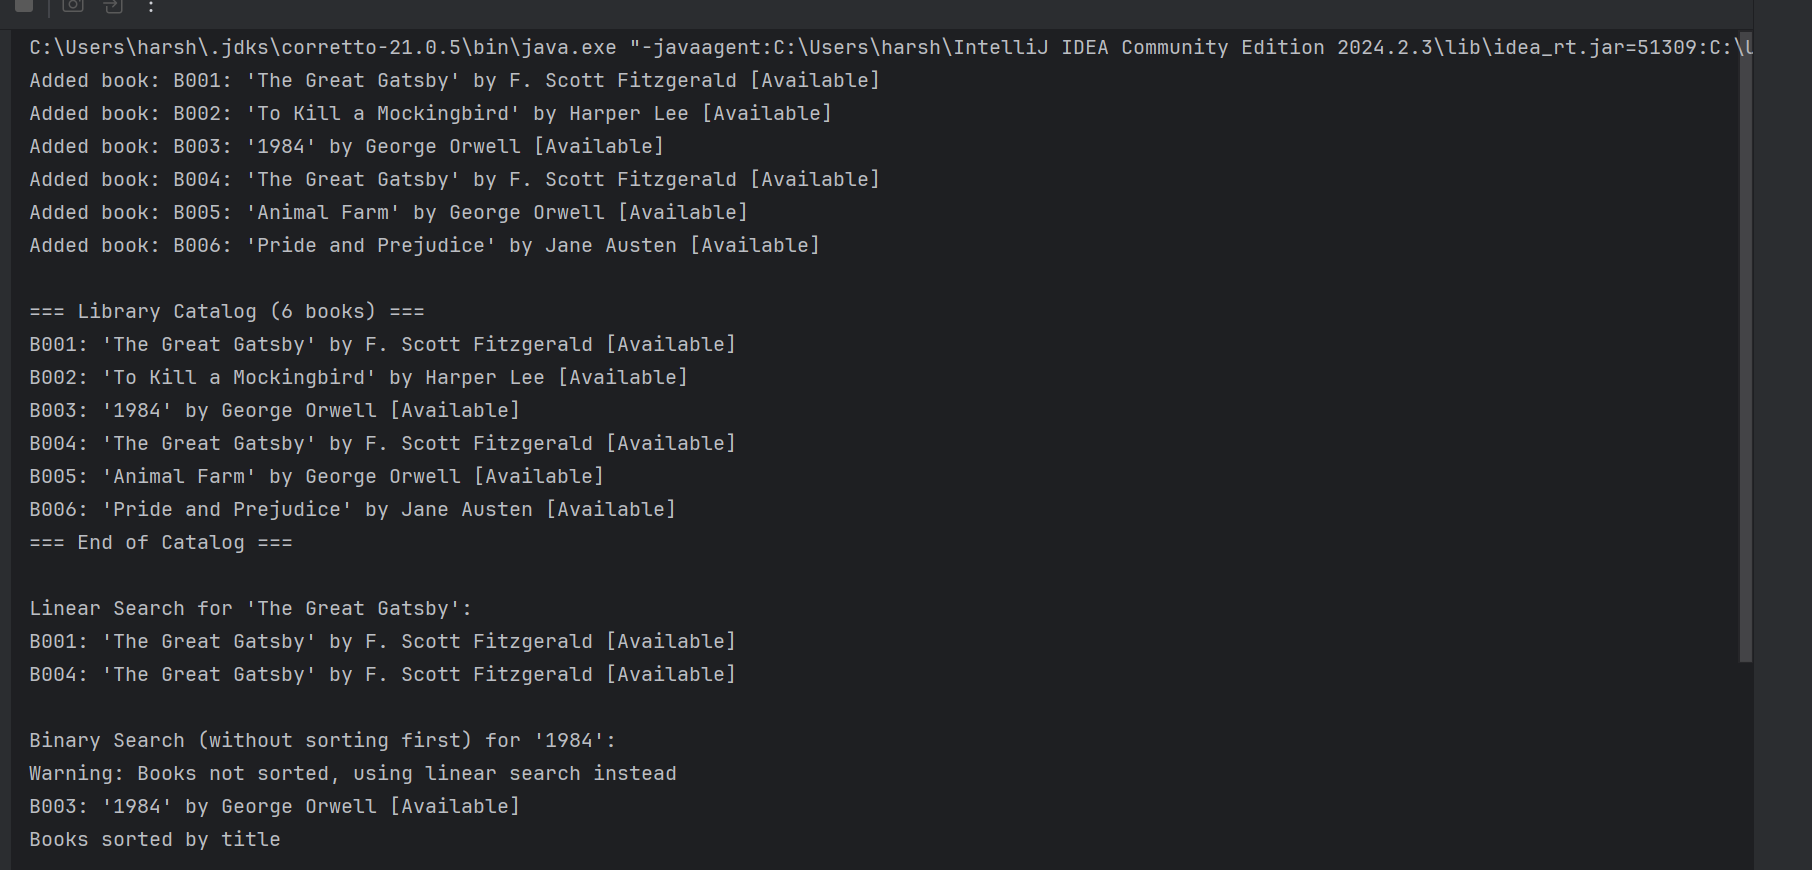 C:\Users\harsh\.jdks\corretto-21.0.5\bin\java.exe "-javaagent:C:\Users\harsh\IntelliJ IDEA Community Edition 2024.2.3\lib\idea_rt.jar=51309:C:\U
Added book: B001: 'The Great Gatsby' by F. Scott Fitzgerald [Available]
Added book: B002: 'To Kill a Mockingbird' by Harper Lee [Available]
Added book: B003: '1984' by George Orwell [Available]
Added book: B004: 'The Great Gatsby' by F. Scott Fitzgerald [Available]
Added book: B005: 'Animal Farm' by George Orwell [Available]
Added book: B006: 'Pride and Prejudice' by Jane Austen [Available]
=== Library Catalog (6 books) ===
B001: 'The Great Gatsby' by F. Scott Fitzgerald [Available]
B002: 'To Kill a Mockingbird' by Harper Lee [Available]
B003: '1984' by George Orwell [Available]
B004: 'The Great Gatsby' by F. Scott Fitzgerald [Available]
B005: 'Animal Farm' by George Orwell [Available]
B006: 'Pride and Prejudice' by Jane Austen [Available]
=== End of Catalog ===
Linear Search for 'The Great Gatsby':
B001: 'The Great Gatsby' by F. Scott Fitzgerald [Available]
B004: 'The Great Gatsby' by F. Scott Fitzgerald [Available]
Binary Search (without sorting first) for '1984':
Warning: Books not sorted, using linear search instead
B003: '1984' by George Orwell [Available]
Books sorted by title